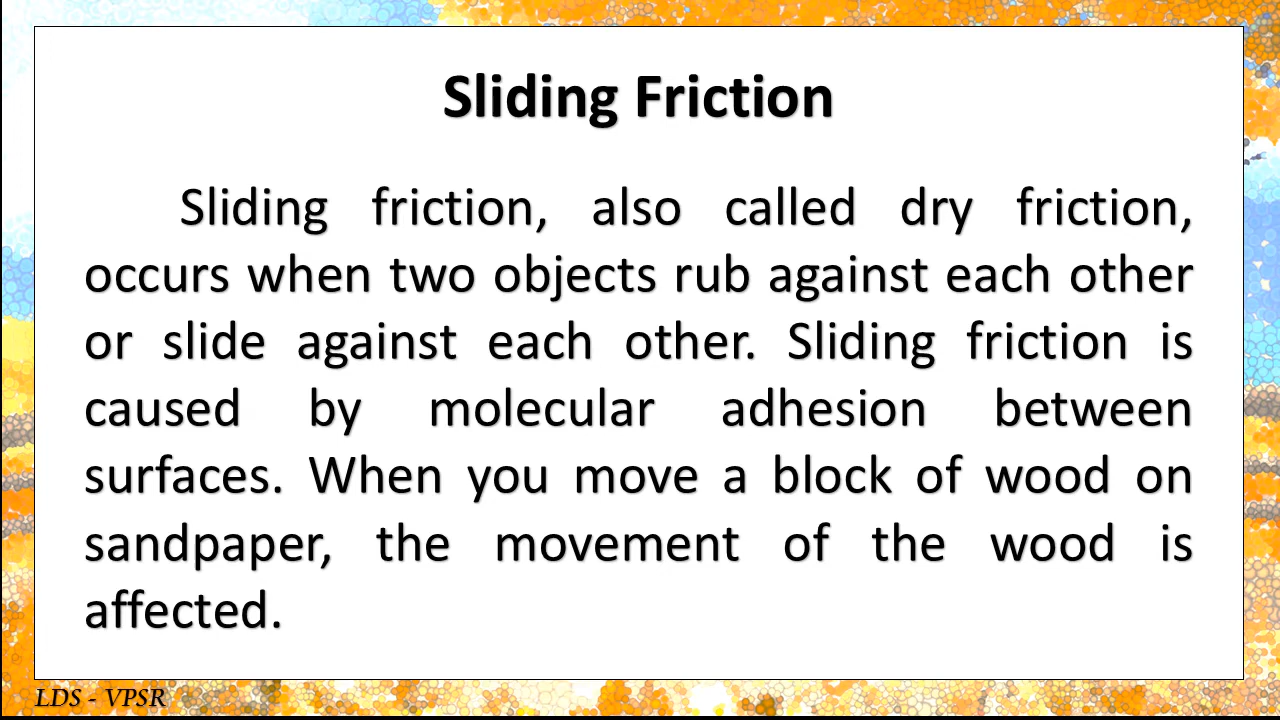 Sliding Friction
Sliding friction, also called dry friction,
occurs when two objects rub against each other
or slide against each other. Sliding friction is
caused by molecular adhesion between
surfaces. When you move a block of wood on
sandpaper, the movement of the wood is
affected.
LDS - VPSR